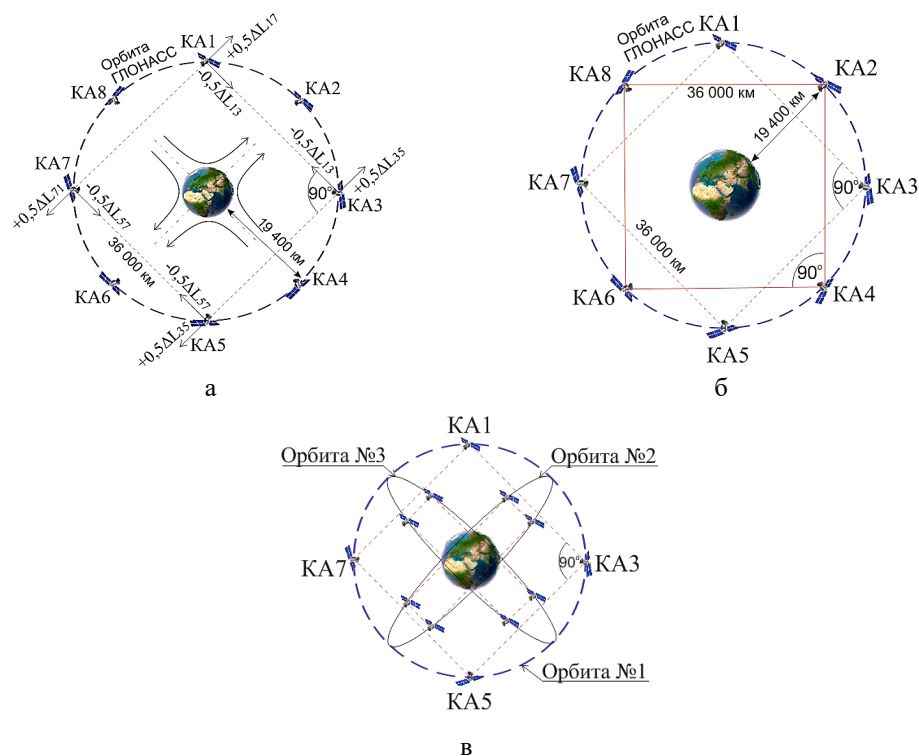 Орбита
ГЛОНАСС
КА1
+0,5ΔL17
-0,5ΔL13
КА8
КА2
КА7
-0,5ΔL13
+0,5ΔL35
90°
КА3
+0,5ΔL71
-0,5ΔL57
19 400 км
36 000 км
-0,5ΔL57
КА6
КА4
+0,5ΔL35
КА5
а
Орбита
ГЛОНАСС
КА1
КА8
КА2
36 000 км
19 400 км
КА7
90°
КА3
36 000 км
90°
КА6
КА4
КА5
б
КА1
Орбита №3
Орбита №2
КА7
90°
КА3
Орбита №1
КА5
в